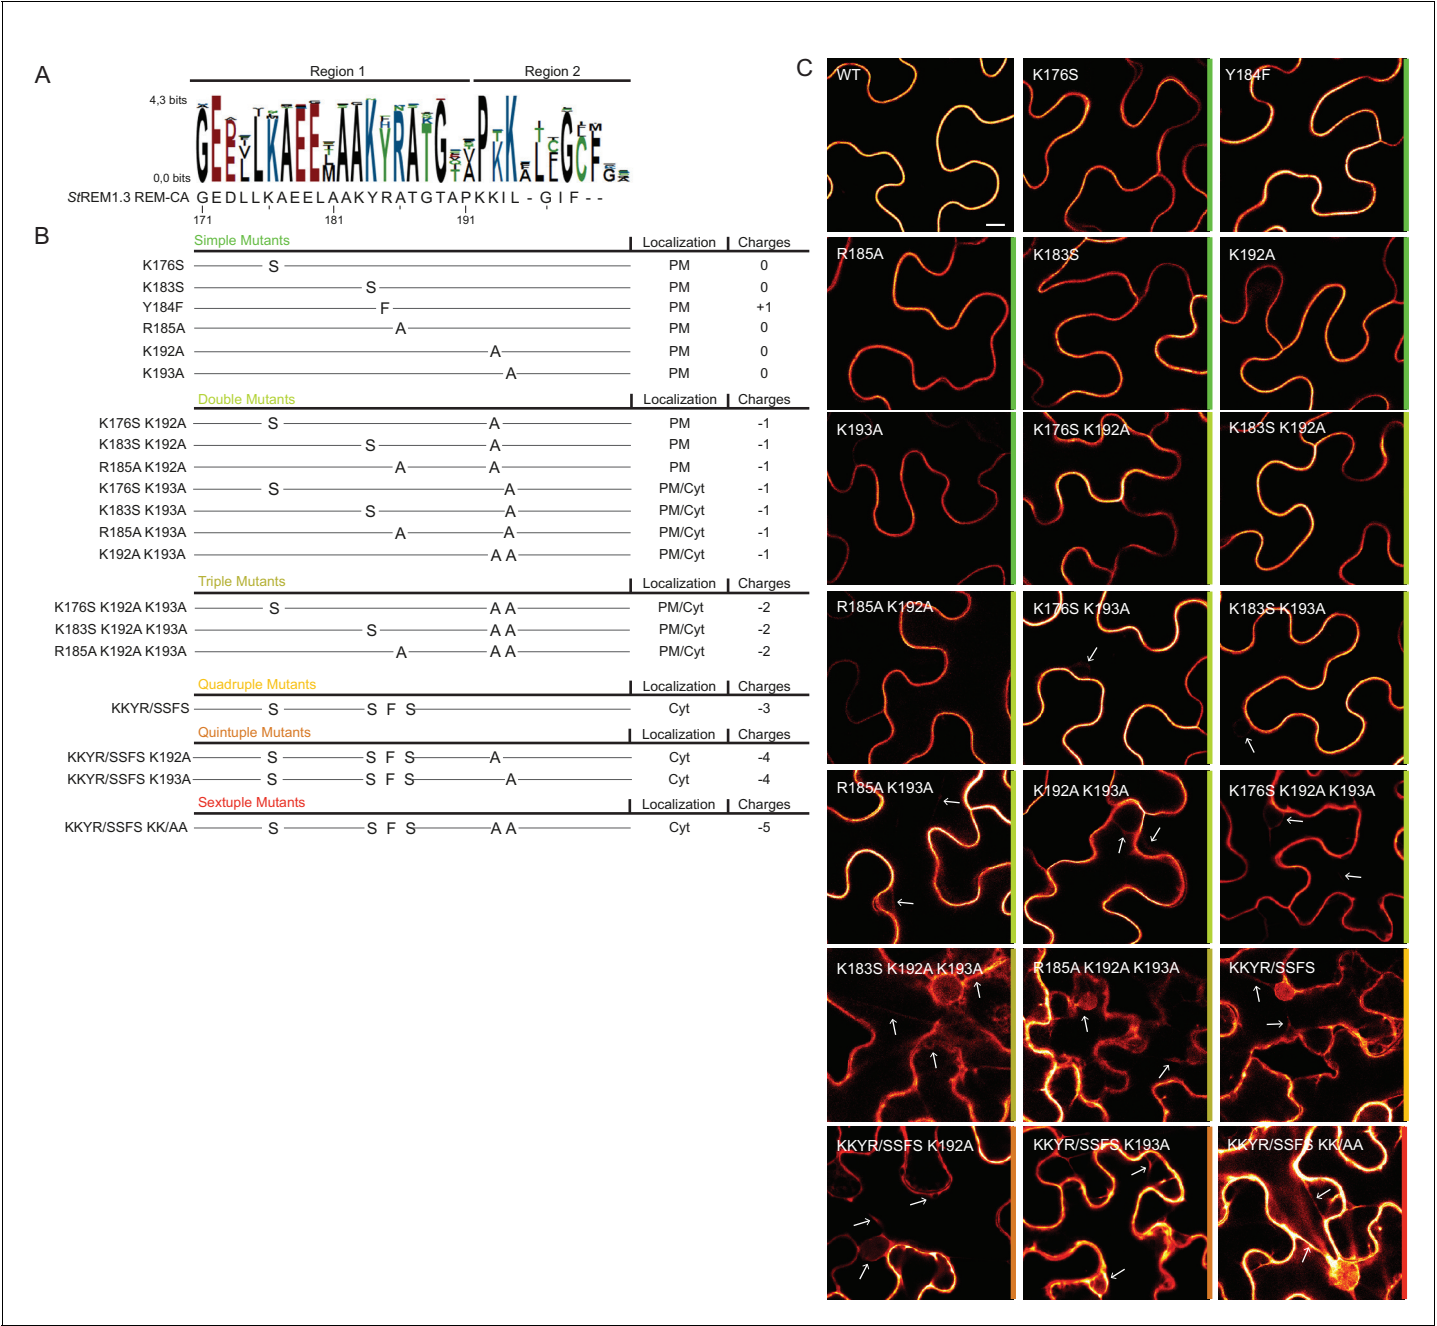 A
Region 1 Region 2
4,3 bits
0,0 bits
StREM1.3 REM-CA GEDLLKAEELAAKYRATGTAPKKIL-GIF--
171 181 191
B
Simple Mutants Localization Charges
K176S S PM 0
K183S S PM 0
Y184F F PM +1
R185A A PM 0
K192A A PM 0
K193A A PM 0
Double Mutants Localization Charges
K176S K192A S A PM -1
K183S K192A S A PM -1
R185A K192A A A PM -1
K176S K193A S A PM/Cyt -1
K183S K193A S A PM/Cyt -1
R185A K193A A A PM/Cyt -1
K192A K193A A A PM/Cyt -1
Triple Mutants Localization Charges
K176S K192A K193A S A A PM/Cyt -2
K183S K192A K193A S A A PM/Cyt -2
R185A K192A K193A A A A PM/Cyt -2
Quadruple Mutants Localization Charges
KKYR/SSFS S S F S Cyt -3
Quintuple Mutants Localization Charges
KKYR/SSFS K192A S S F S A Cyt -4
KKYR/SSFS K193A S S F S A Cyt -4
Sextuple Mutants Localization Charges
KKYR/SSFS KK/AA S S F S A A Cyt -5
C
WT K176S Y184F
R185A K183S K192A
K193A K176S K192A K183S K192A
R185A K192A K176S K193A K183S K193A
R185A K193A K192A K193A K176S K192A K193A
K183S K192A K193A R185A K192A K193A KKYR/SSFS
KKYR/SSFS K192A KKYR/SSFS K193A KKYR/SSFS KK/AA